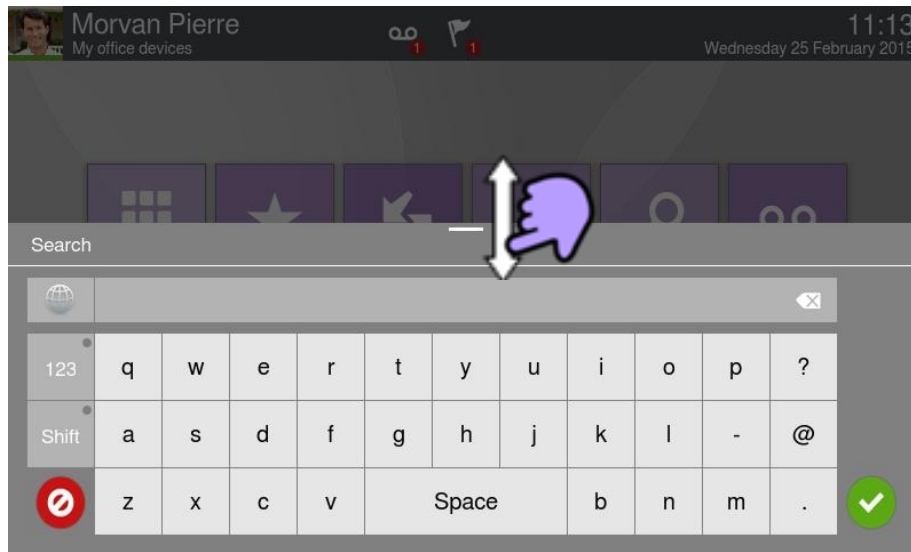 Morvan Pierre
11:13
My office devices
1
1
Wednesday 25 February 2015
Search
123 q w e r t y u i o p ?
Shift a s d f g h j k l - @
z x c v Space b n m .